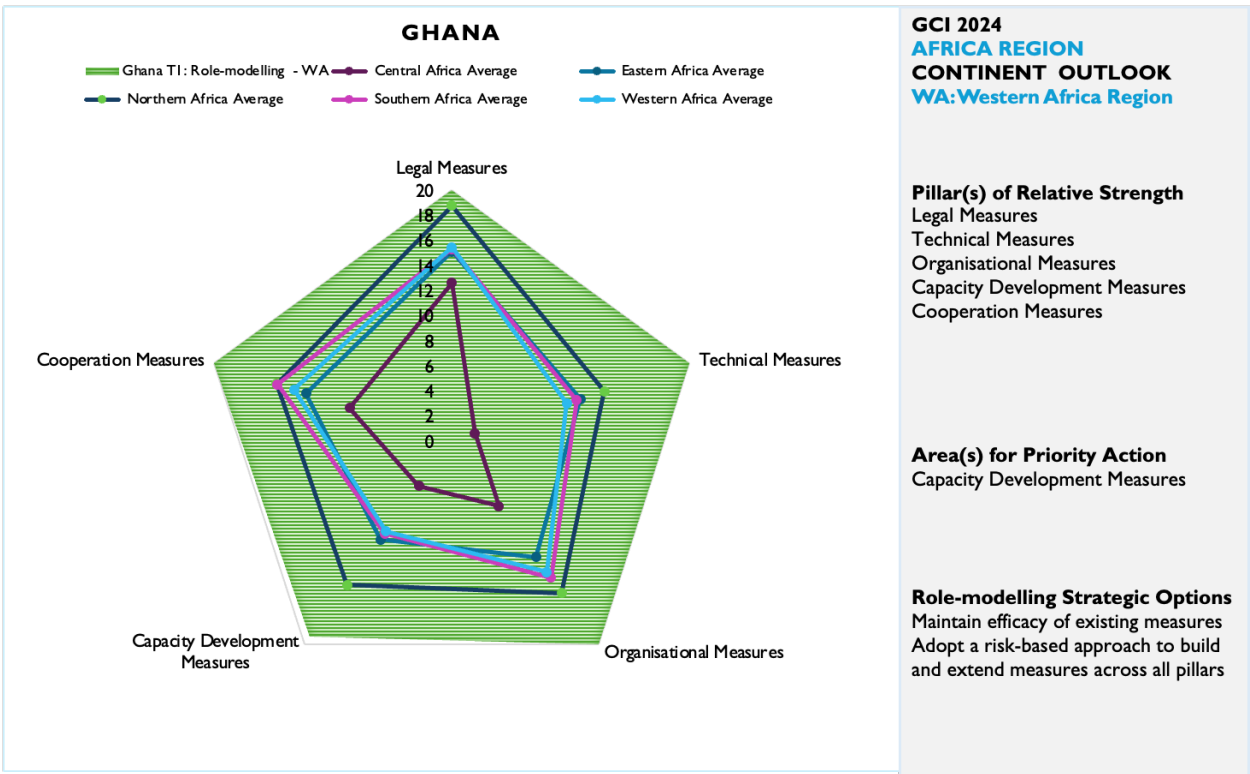 GHANA
Ghana T1: Role-modelling - WA
Central Africa Average
Eastern Africa Average
Northern Africa Average
Southern Africa Average
Western Africa Average
Legal Measures
20
18
16
14
12
10
8
6
4
2
0
Technical Measures
Organisational Measures
Capacity Development
Measures
Cooperation Measures
GCI 2024
AFRICA REGION
CONTINENT OUTLOOK
WA: Western Africa Region
Pillar(s) of Relative Strength
Legal Measures
Technical Measures
Organisational Measures
Capacity Development Measures
Cooperation Measures
Area(s) for Priority Action
Capacity Development Measures
Role-modelling Strategic Options
Maintain efficacy of existing measures
Adopt a risk-based approach to build
and extend measures across all pillars